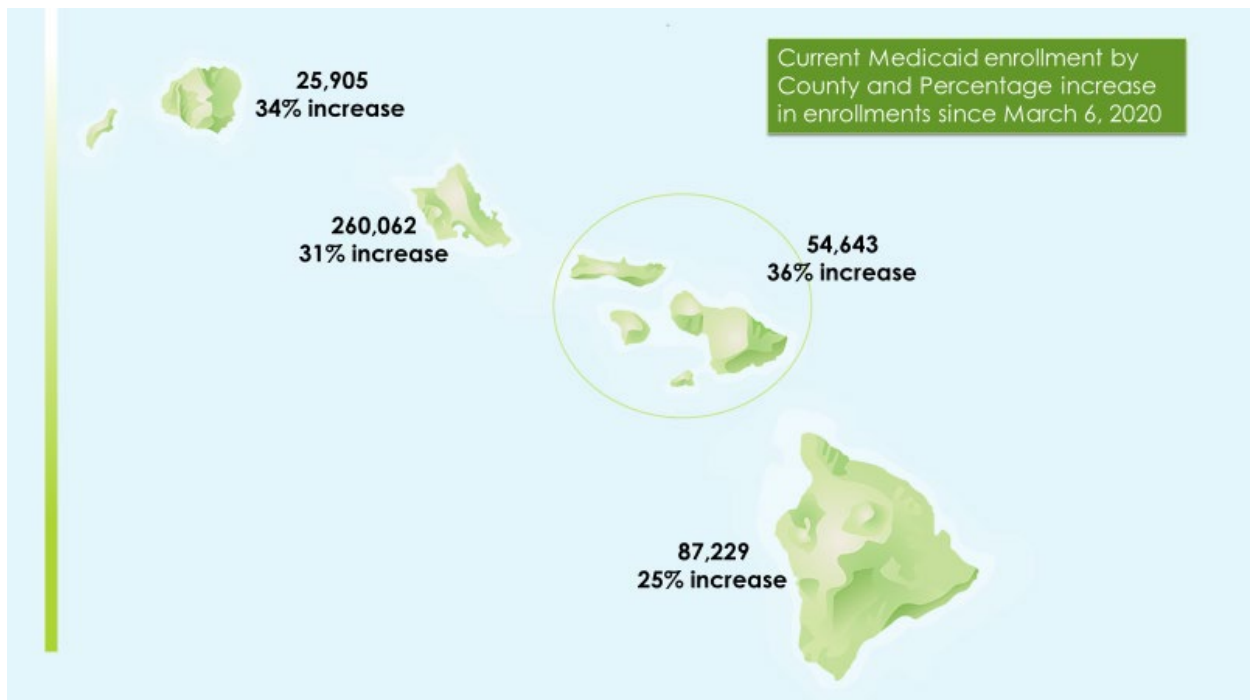 Current Medicaid enrollment by
County and Percentage increase
in enrollments since March 6, 2020
25,905
34% increase
260,062
31% increase
54,643
36% increase
87,229
25% increase